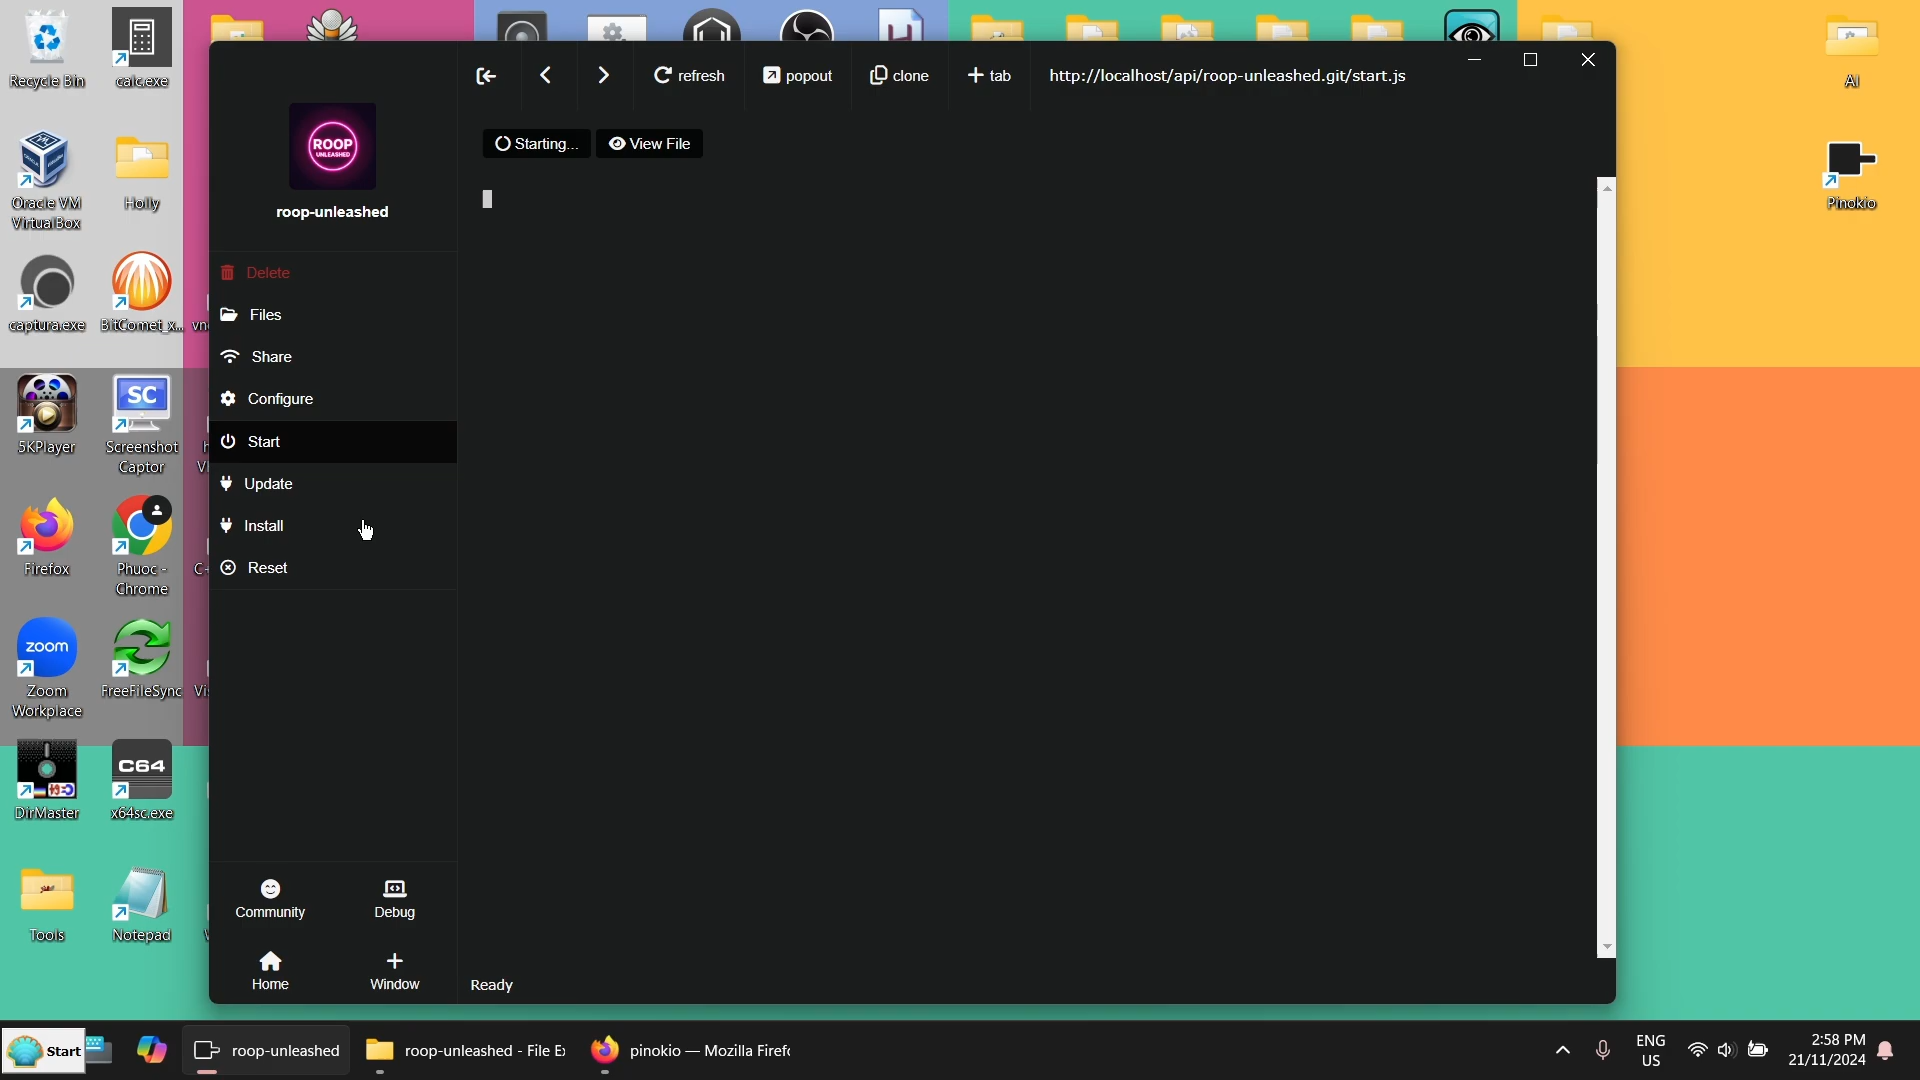 Recycle Bin
calc.exe
Oracle VM
VirtualBox
Holly
captura.exe
BitComet_x...
vn
5KPlayer
SC
Screenshot
Captor
Firefox
Phuoc -
Chrome
C-
zoom
Zoom
Workplace
FreeFileSync
Vi
DirMaster
C64
x64sc.exe
Tools
Notepad
ROOP
UNLEASHED
roop-unleashed
Delete
Files
Share
Configure
Start
Update
Install
Reset
Community
Debug
Home
Window
refresh
popout
clone
tab
http://localhost/api/roop-unleashed.git/start.js
Starting...
View File
Ready
AI
Pinokio
Start
roop-unleashed
roop-unleashed - File E
pinokio — Mozilla Firef
ENG
US
2:58 PM
21/11/2024